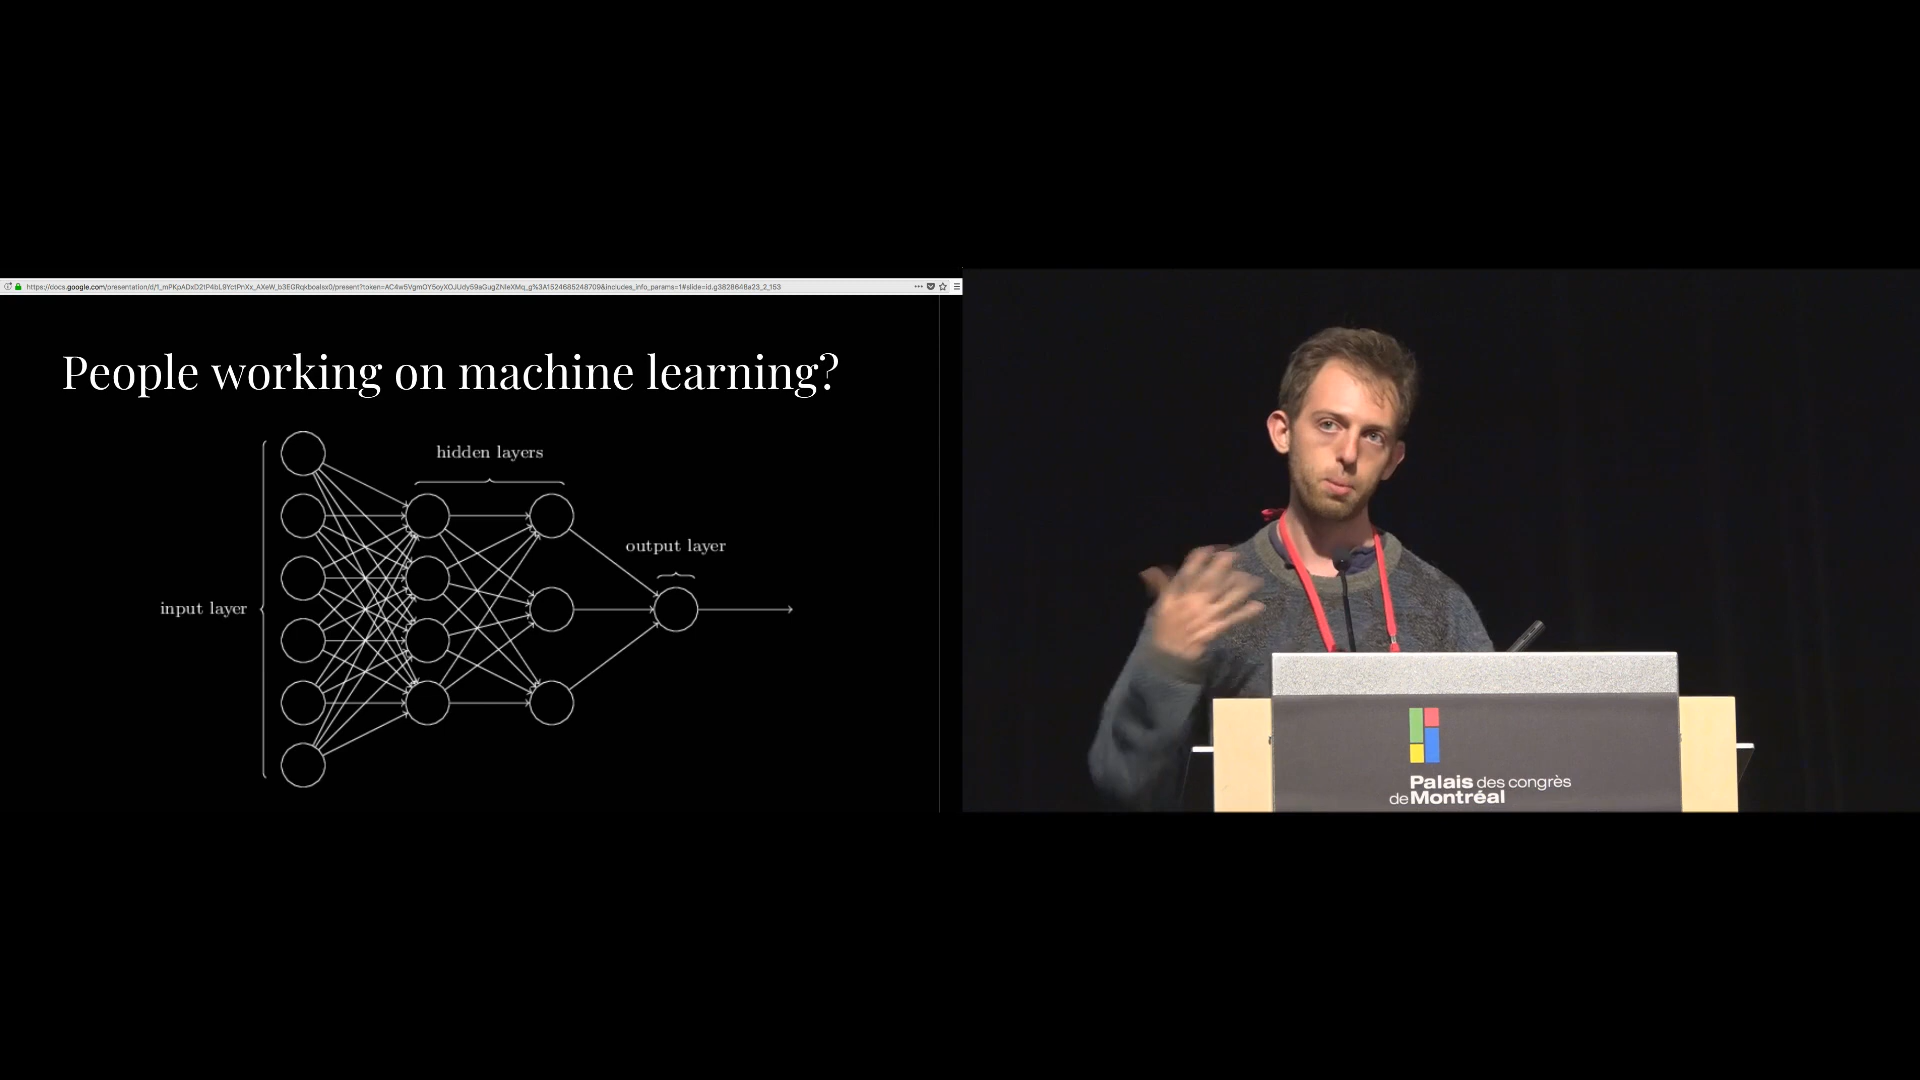 People working on machine learning?
hidden layers
output layer
input layer
Palais des congrès
de Montréal